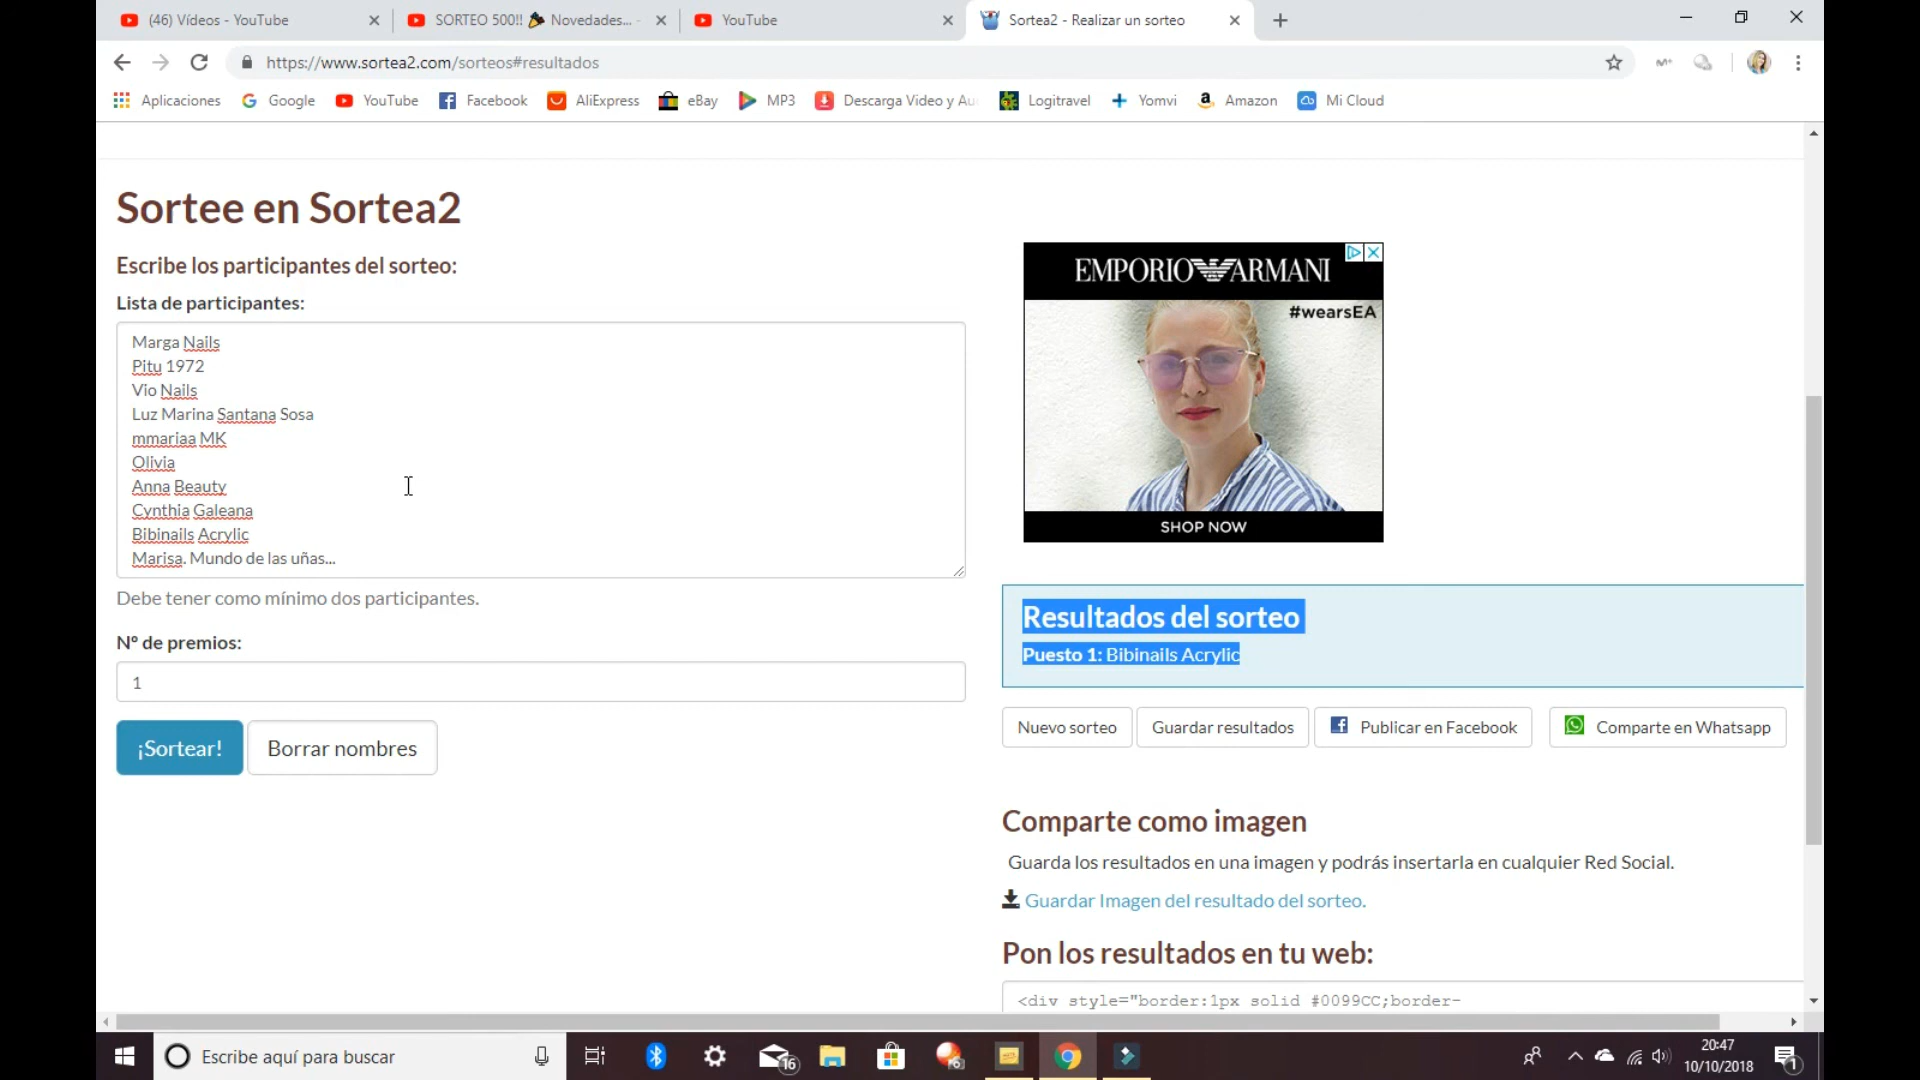 (46) Vídeos - YouTube
SORTEO 500!! Novedades... -
YouTube
Sortea2 - Realizar un sorteo
https://www.sortea2.com/sorteos#resultados
Aplicaciones
Google
YouTube
Facebook
AliExpress
eBay
MP3
Descarga Video y Au
Logitravel
Yomvi
Amazon
Mi Cloud
Sortee en Sortea2
Escribe los participantes del sorteo:
Lista de participantes:
Marga Nails
Pitu 1972
Vio Nails
Luz Marina Santana Sosa
mmariaa MK
Olivia
Anna Beauty
Cynthia Galeana
Bibinails Acrylic
Marisa. Mundo de las uñas...
Debe tener como mínimo dos participantes.
Nº de premios:
1
¡Sortear!
Borrar nombres
EMPORIO ARMANI
#wearsEA
SHOP NOW
Resultados del sorteo
Puesto 1: Bibinails Acrylic
Nuevo sorteo
Guardar resultados
Publicar en Facebook
Comparte en Whatsapp
Comparte como imagen
Guarda los resultados en una imagen y podrás insertarla en cualquier Red Social.
Guardar Imagen del resultado del sorteo.
Pon los resultados en tu web:
<div style="border:1px solid #0099CC;border-
Escribe aquí para buscar
16
20:47
10/10/2018
1